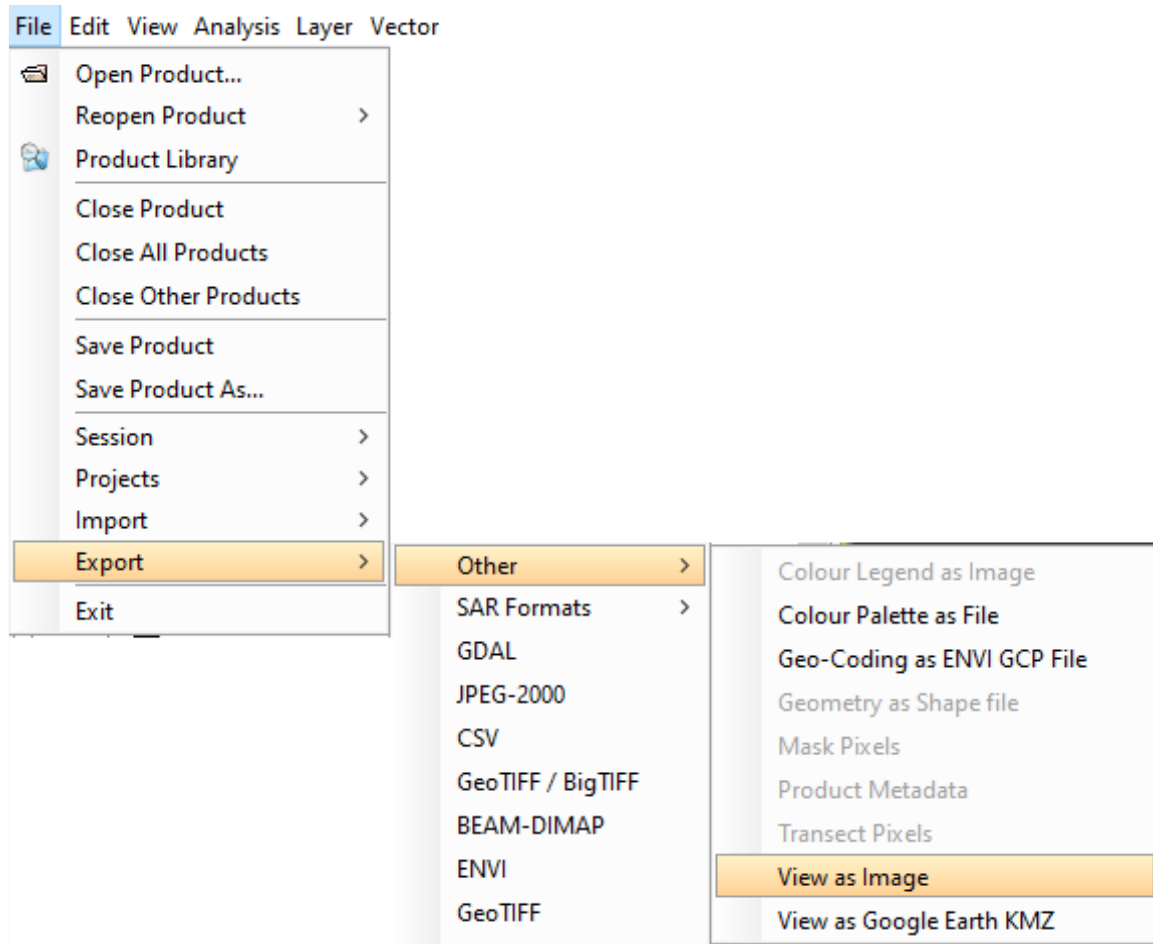 File Edit View Analysis Layer Vector
Open Product...
Reopen Product
Product Library
Close Product
Close All Products
Close Other Products
Save Product
Save Product As...
Session
Projects
Import
Export
Exit
Other
SAR Formats
GDAL
JPEG-2000
CSV
GeoTIFF / BigTIFF
BEAM-DIMAP
ENVI
GeoTIFF
Colour Legend as Image
Colour Palette as File
Geo-Coding as ENVI GCP File
Geometry as Shape file
Mask Pixels
Product Metadata
Transect Pixels
View as Image
View as Google Earth KMZ